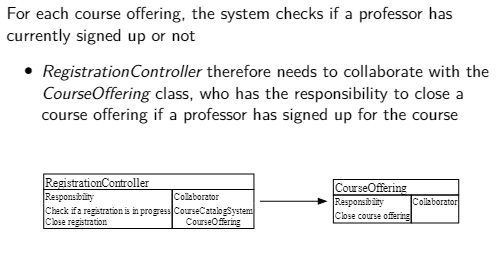 For each course offering, the system checks if a professor has
currently signed up or not
• RegistrationController therefore needs to collaborate with the
CourseOffering class, who has the responsibility to close a
course offering if a professor has signed up for the course
RegistrationController
Responsibility Collaborator
Check if a registration is in progress CourseCatalogSystem
Close registration CourseOffering
CourseOffering
Responsibility Collaborator
Close course offering